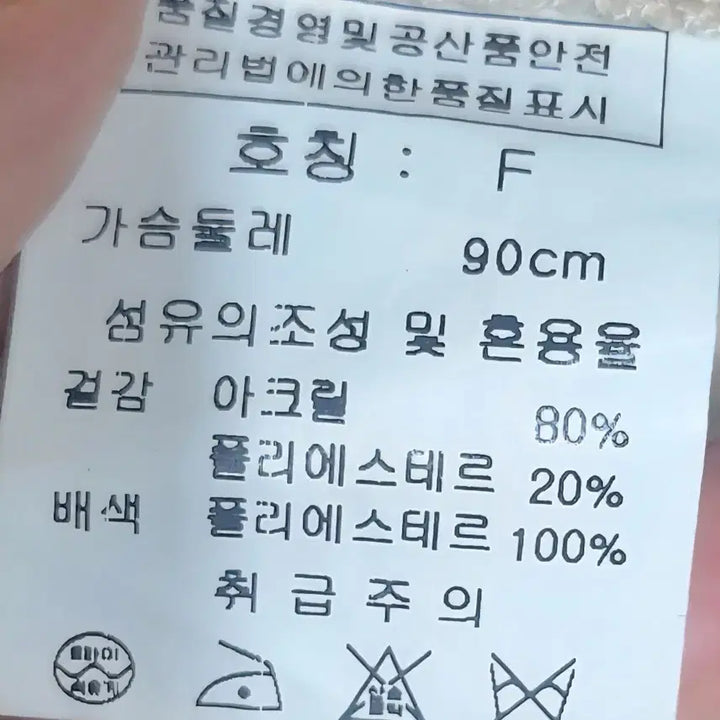 품질경영및공산품안전
관리법에의한품질표시
호칭 : F
가슴둘레 90cm
섬유의조성 및 혼용율
겉감 아크릴 80%
폴리에스테르 20%
배색 폴리에스테르 100%
취급주의
드라이